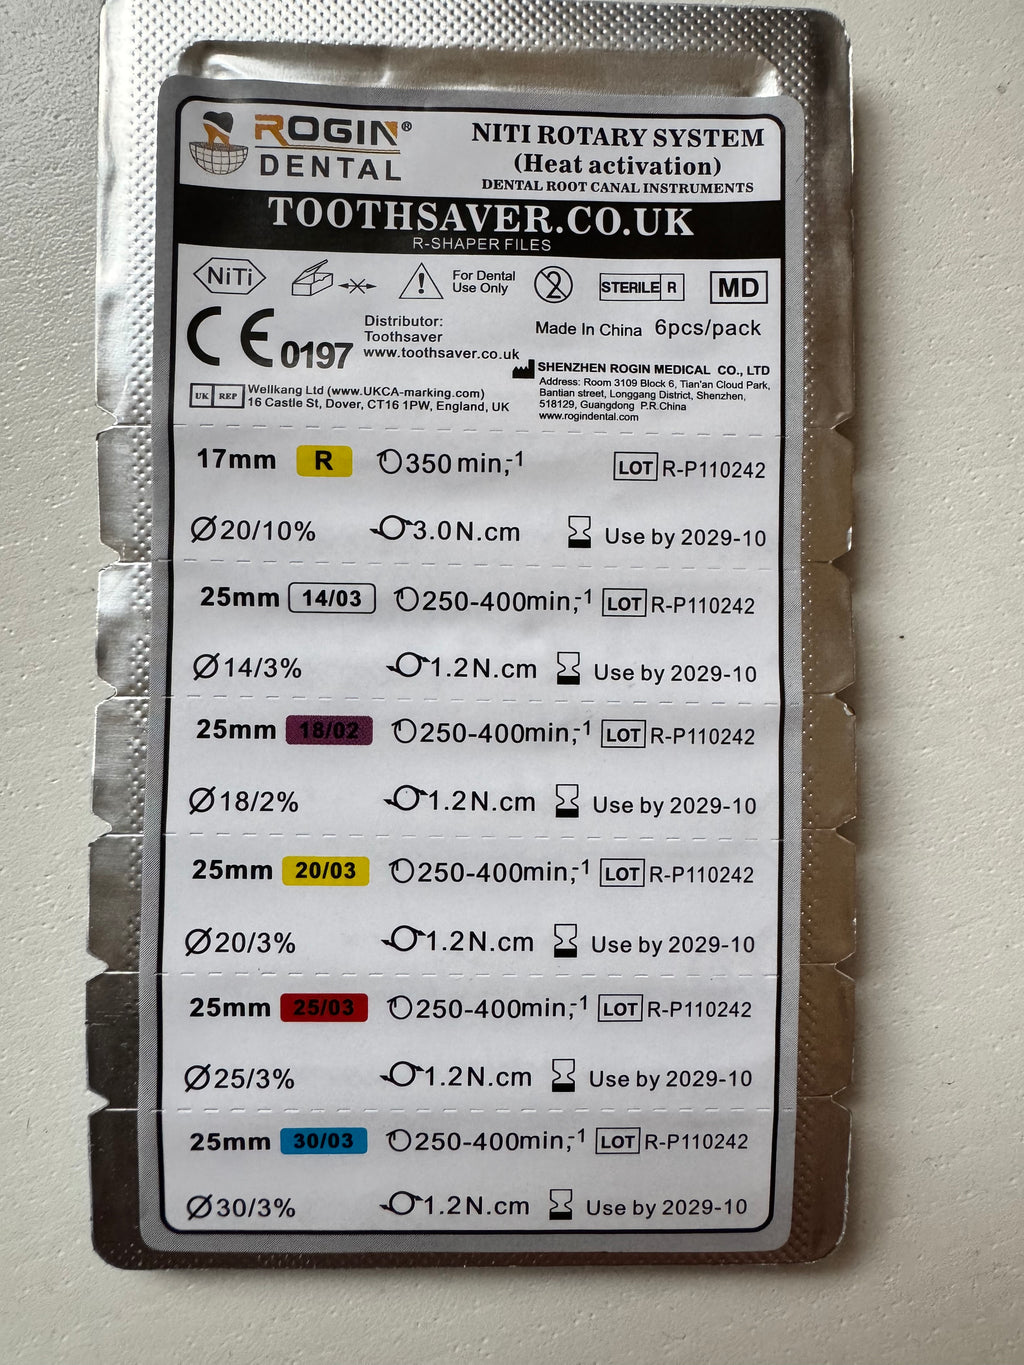 ROGIN®
DENTAL
NITI ROTARY SYSTEM
(Heat activation)
DENTAL ROOT CANAL INSTRUMENTS
TOOTHSAVER.CO.UK
R-SHAPER FILES
NiTi
For Dental
Use Only
2
STERILE R
MD
CE 0197
Distributor:
Toothsaver
www.toothsaver.co.uk
Made In China 6pcs/pack
SHENZHEN ROGIN MEDICAL CO., LTD
Address: Room 3109 Block 6, Tian'an Cloud Park,
Bantian street, Longgang District, Shenzhen,
518129, Guangdong P.R.China
www.rogindental.com
UK REP Wellkang Ltd (www.UKCA-marking.com)
16 Castle St, Dover, CT16 1PW, England, UK
17mm R 350 min,-1 LOT R-P110242
Ø20/10% 3.0N.cm Use by 2029-10
25mm 14/03 250-400min,-1 LOT R-P110242
Ø14/3% 1.2N.cm Use by 2029-10
25mm 18/02 250-400min,-1 LOT R-P110242
Ø18/2% 1.2N.cm Use by 2029-10
25mm 20/03 250-400min,-1 LOT R-P110242
Ø20/3% 1.2N.cm Use by 2029-10
25mm 25/03 250-400min,-1 LOT R-P110242
Ø25/3% 1.2N.cm Use by 2029-10
25mm 30/03 250-400min,-1 LOT R-P110242
Ø30/3% 1.2N.cm Use by 2029-10